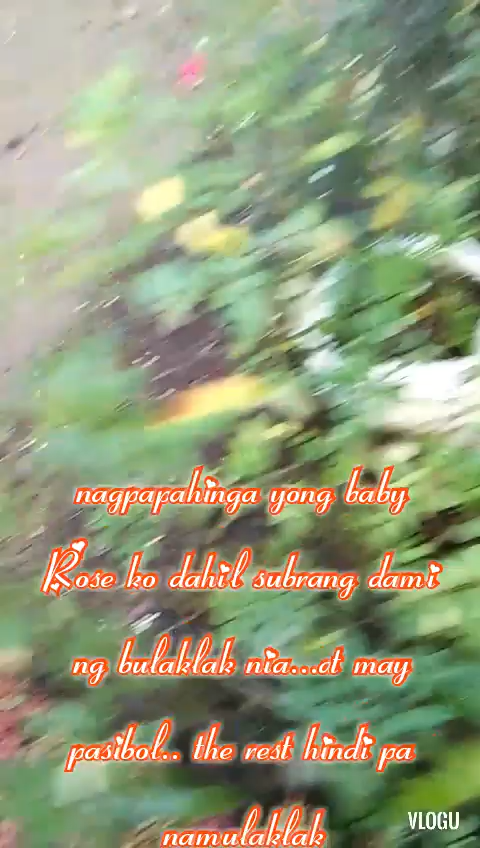 nagpapahinga yong baby
Rose ko dahil subrang dami
ng bulaklak nia...at may
pasibol.. the rest hindi pa
namulaklak
VLOGU